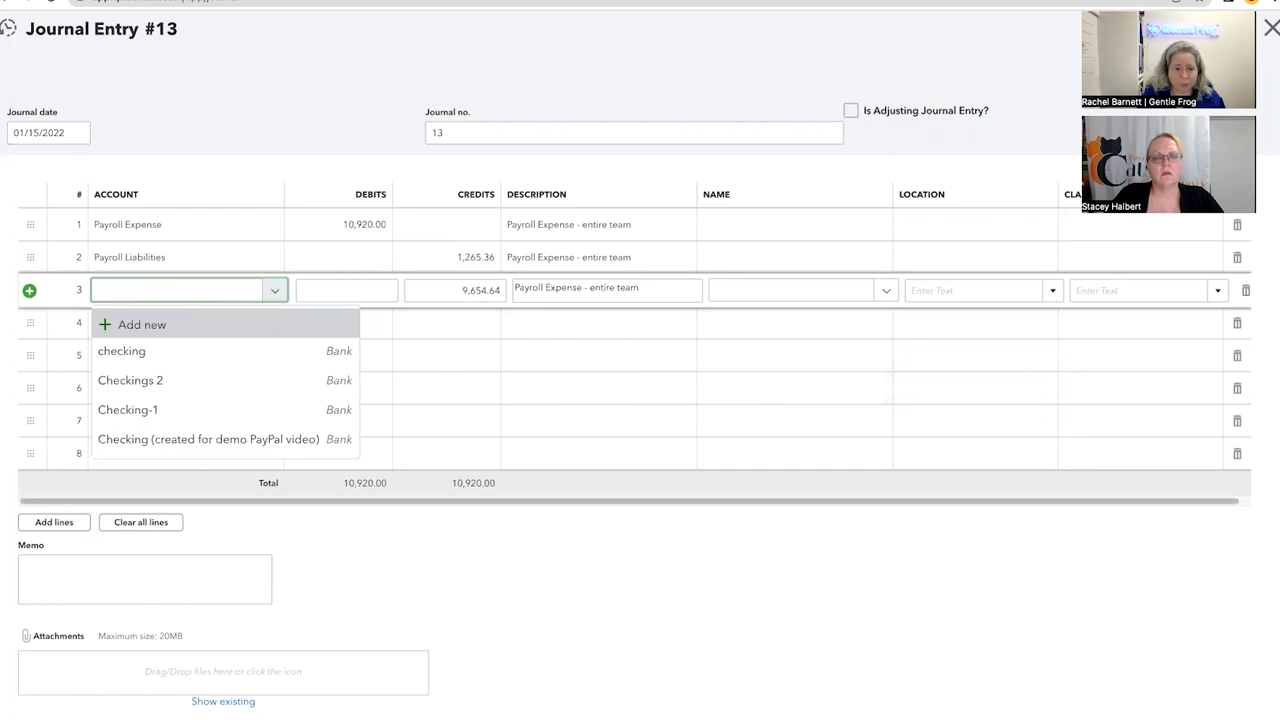 Journal Entry #13
Journal date
Journal no.
Is Adjusting Journal Entry?
01/15/2022
13
Gentle Frog
Rachel Barnett | Gentle Frog
Stacey Halbert
# ACCOUNT DEBITS CREDITS DESCRIPTION NAME LOCATION CLA
1 Payroll Expense 10,920.00 Payroll Expense - entire team
2 Payroll Liabilities 1,265.36 Payroll Expense - entire team
3 9,654.64 Payroll Expense - entire team Enter Text Enter Text
4
+ Add new
checking Bank
5
Checkings 2 Bank
6
Checking-1 Bank
7
Checking (created for demo PayPal video) Bank
8
Total 10,920.00 10,920.00
Add lines Clear all lines
Memo
Attachments Maximum size: 20MB
Drag/Drop files here or click the icon
Show existing